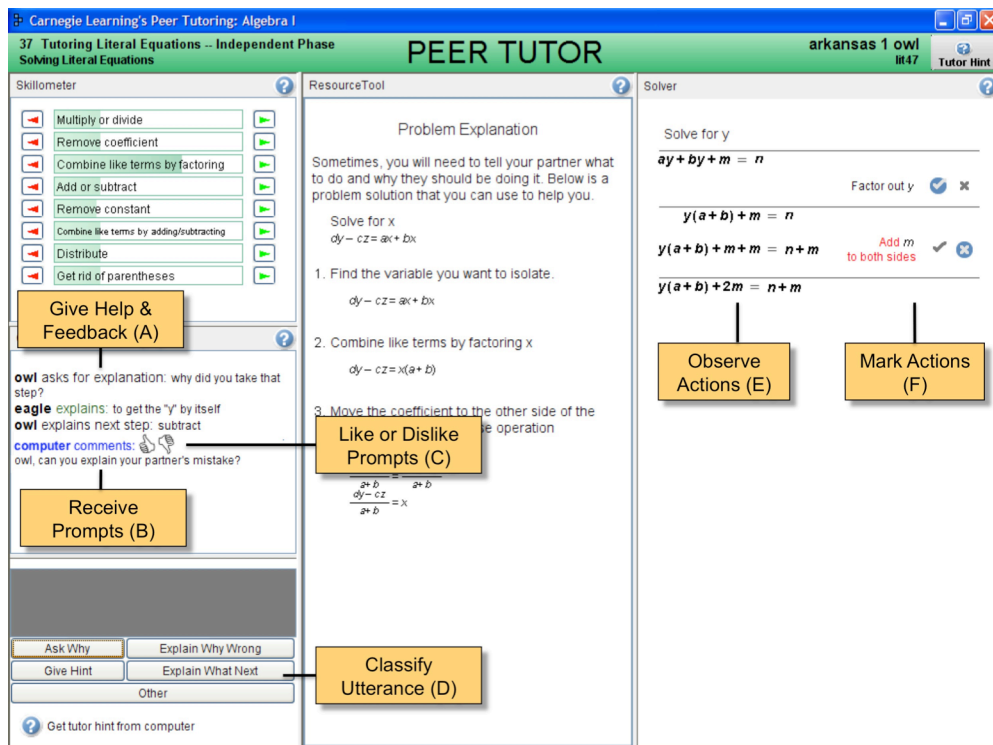 Carnegie Learning's Peer Tutoring: Algebra I
37 Tutoring Literal Equations -- Independent Phase
Solving Literal Equations
PEER TUTOR
arkansas 1 owl
lit47
Tutor Hint
Skillometer
Multiply or divide
Remove coefficient
Combine like terms by factoring
Add or subtract
Remove constant
Combine like terms by adding/subtracting
Distribute
Get rid of parentheses
Give Help &
Feedback (A)
owl asks for explanation: why did you take that
step?
eagle explains: to get the "y" by itself
owl explains next step: subtract
computer comments:
owl, can you explain your partner's mistake?
Receive
Prompts (B)
Ask Why
Explain Why Wrong
Give Hint
Explain What Next
Other
Get tutor hint from computer
ResourceTool
Problem Explanation
Sometimes, you will need to tell your partner what
to do and why they should be doing it. Below is a
problem solution that you can use to help you.
Solve for x
dy – cz = ax + bx
1. Find the variable you want to isolate.
dy – cz = ax + bx
2. Combine like terms by factoring x
dy – cz = x(a + b)
3. Move the coefficient to the other side of the
operation
Like or Dislike
Prompts (C)
a+b = a+b
dy – cz
a+b = x
Classify
Utterance (D)
Solver
Solve for y
ay + by + m = n
Factor out y
y(a + b) + m = n
y(a + b) + m + m = n + m
Add m
to both sides
y(a + b) + 2m = n + m
Observe
Actions (E)
Mark Actions
(F)